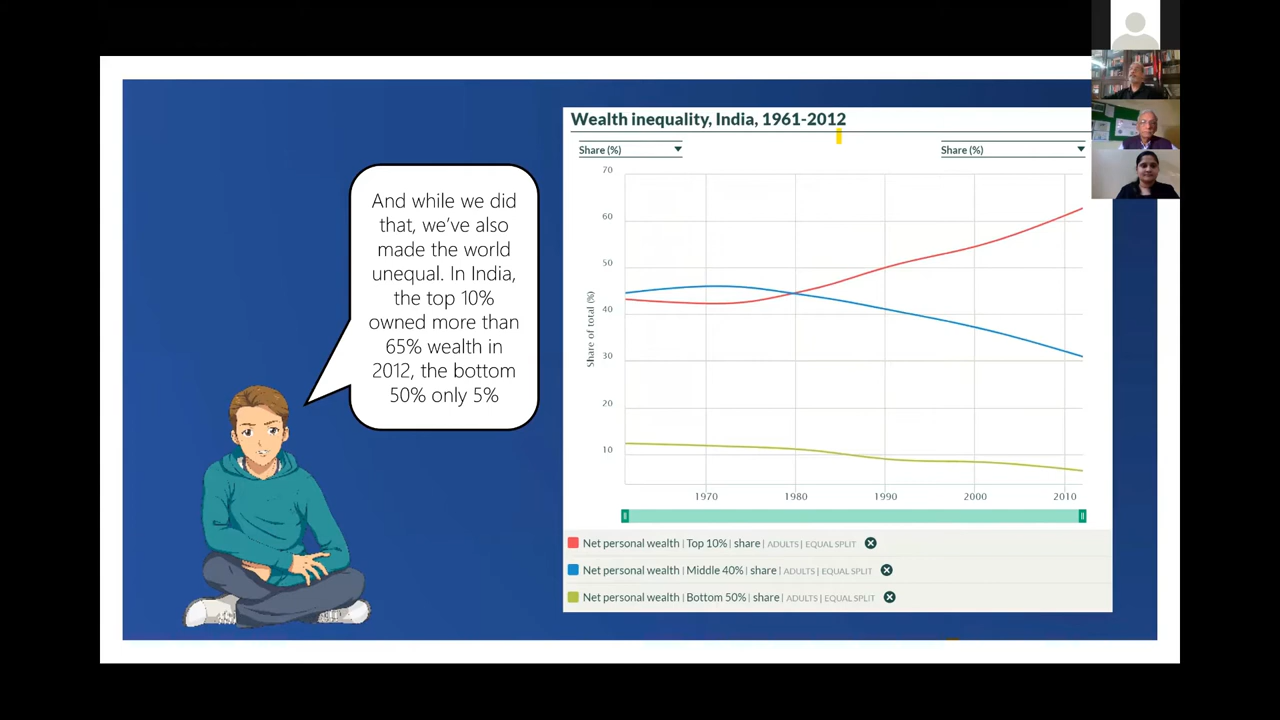 Wealth inequality, India, 1961-2012
Share (%)
Share (%)
And while we did
that, we've also
made the world
unequal. In India,
the top 10%
owned more than
65% wealth in
2012, the bottom
50% only 5%
Share of total (%)
70
60
50
40
30
20
10
1970 1980 1990 2000 2010
Net personal wealth | Top 10% | share | ADULTS | EQUAL SPLIT
Net personal wealth | Middle 40% | share | ADULTS | EQUAL SPLIT
Net personal wealth | Bottom 50% | share | ADULTS | EQUAL SPLIT